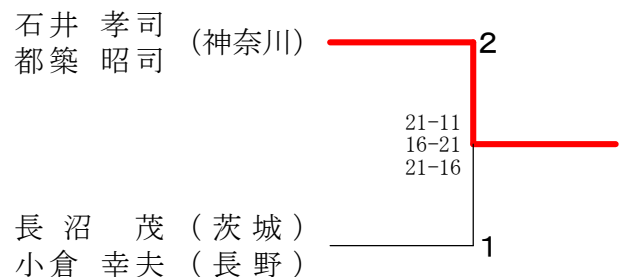 石井 孝司 (神奈川) 2
都築 昭司
21-11
16-21
21-16
長沼 茂 (茨城)
小倉 幸夫 (長野) 1